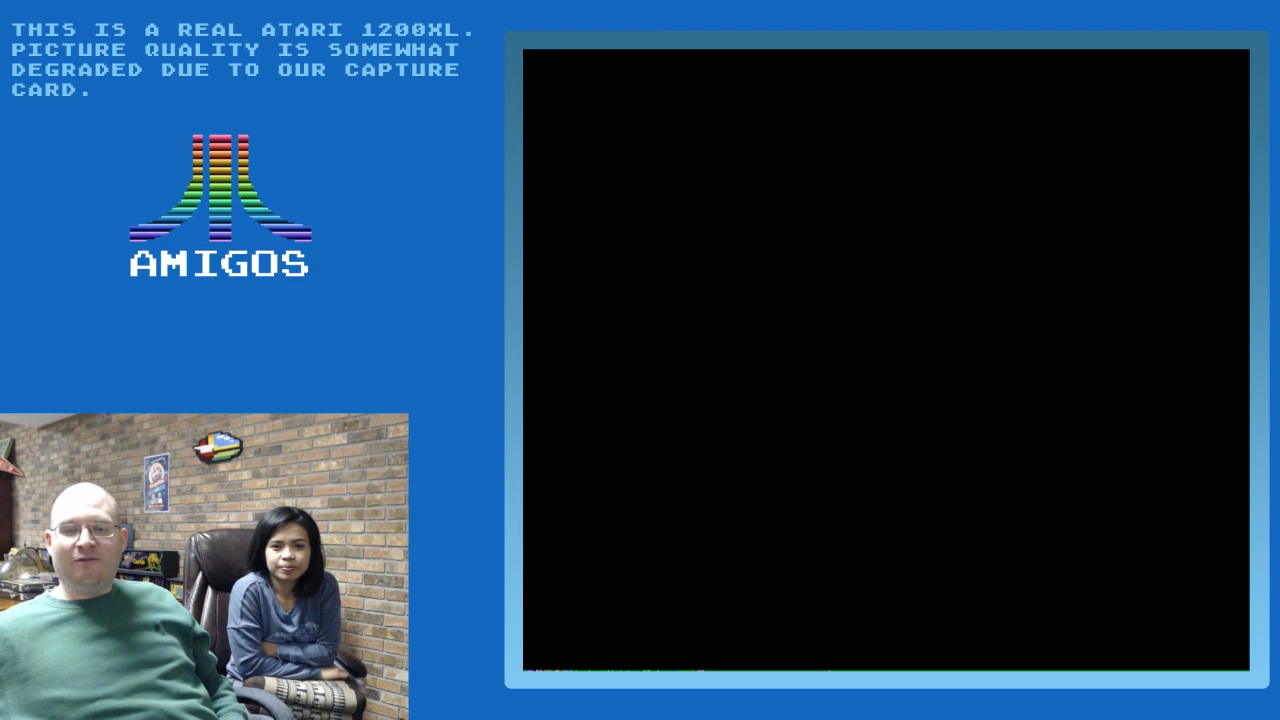 THIS IS A REAL ATARI 1200XL.
PICTURE QUALITY IS SOMEWHAT
DEGRADED DUE TO OUR CAPTURE
CARD.
AMIGOS